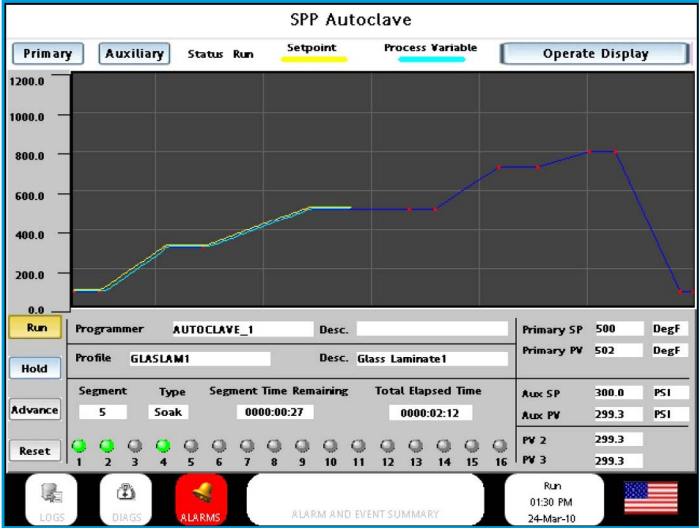 SPP Autoclave
Primary Auxiliary Status Run Setpoint Process Variable Operate Display
1200.0
1000.0
800.0
600.0
400.0
200.0
0.0
Run Programmer AUTOCLAVE_1 Desc. Primary SP 500 DegF
Hold Profile GLASLAM1 Desc. Glass Laminate1 Primary PV 502 DegF
Segment Type Segment Time Remaining Total Elapsed Time Aux SP 300.0 PSI
Advance 5 Soak 0000:00:27 0000:02:12 Aux PV 299.3 PSI
PV 2 299.3
Reset 1 2 3 4 5 6 7 8 9 10 11 12 13 14 15 16 PV 3 299.3
LOGS DIAGS ALARMS ALARM AND EVENT SUMMARY Run
01:30 PM
24-Mar-10